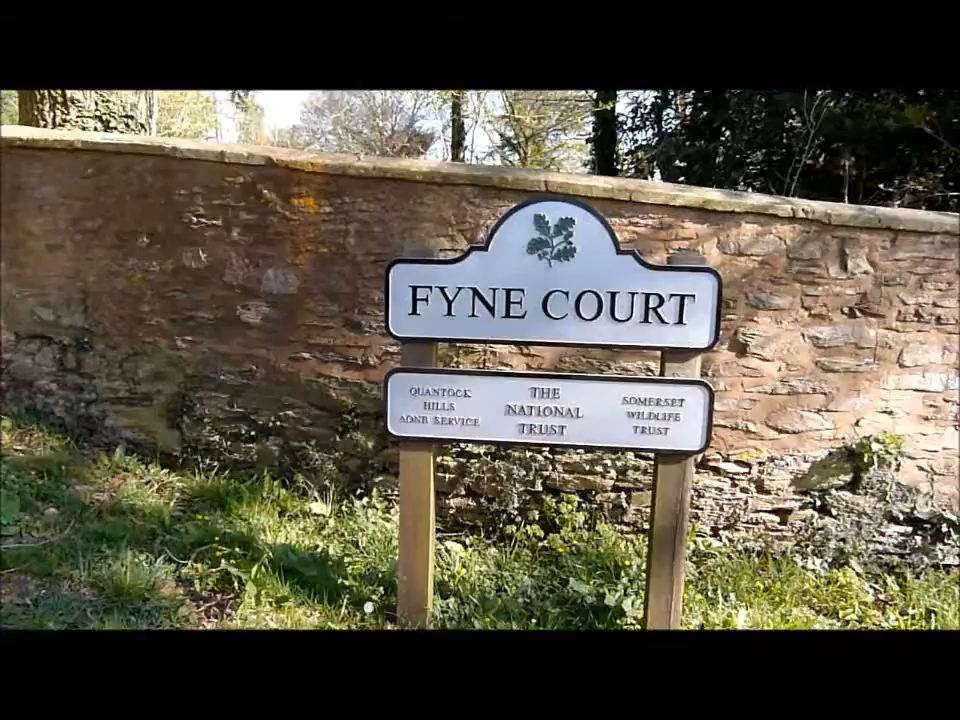 FYNE COURT
QUANTOCK
HILLS
AONB SERVICE
THE
NATIONAL
TRUST
SOMERSET
WILDLIFE
TRUST